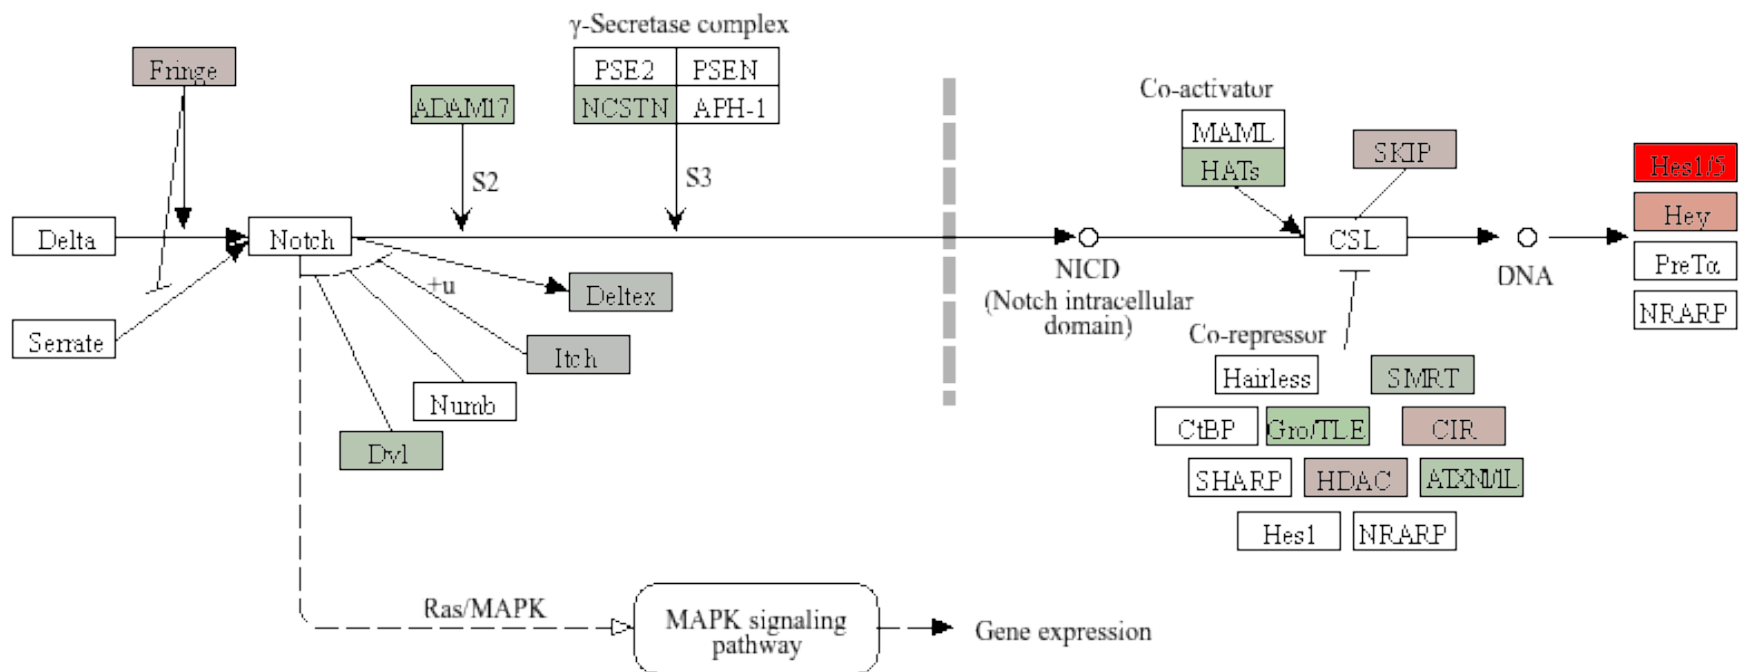 γ-Secretase complex
Fringe
PSE2 PSEN
ADAM17
NCSTN APH-1
Co-activator
MAML
HATs
SKIP
Hes1/5
S2
S3
Delta
Notch
CSL
Hey
NICD
(Notch intracellular
domain)
DNA
PreTα
NRARP
+u
Deltex
Serrate
Itch
Numb
Dvl
Co-repressor
Hairless
SMRT
CtBP
Gro/TLE
CIR
SHARP
HDAC
ATXN1/1L
Hes1
NRARP
Ras/MAPK
MAPK signaling
pathway
Gene expression